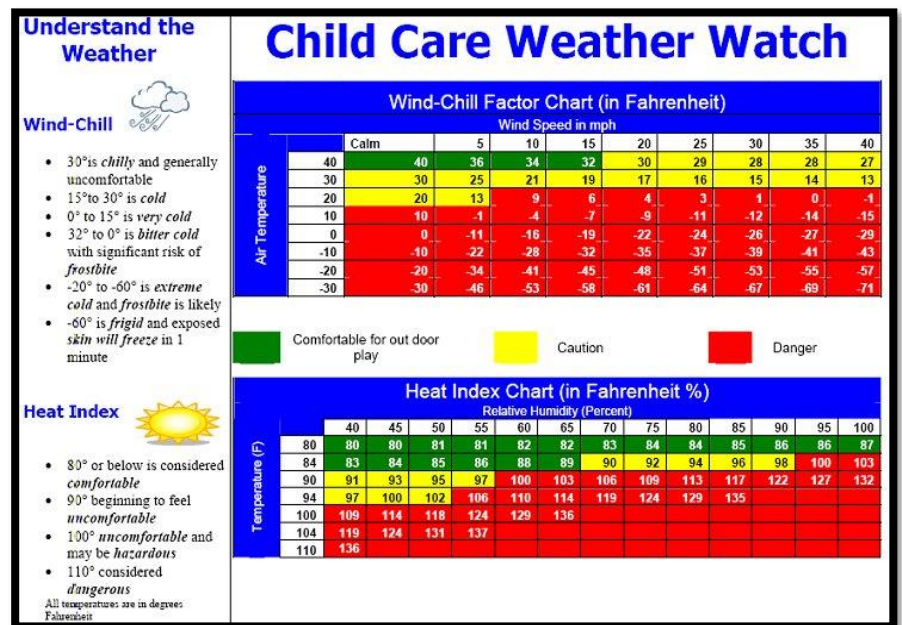 Understand the
Weather
Wind-Chill
• 30°is chilly and generally
uncomfortable
• 15°to 30° is cold
• 0° to 15° is very cold
• 32° to 0° is bitter cold
with significant risk of
frostbite
• -20° to -60° is extreme
cold and frostbite is likely
• -60° is frigid and exposed
skin will freeze in 1
minute
Heat Index
• 80° or below is considered
comfortable
• 90° beginning to feel
uncomfortable
• 100° uncomfortable and
may be hazardous
• 110° considered
dangerous
All temperatures are in degrees
Fahrenheit
Child Care Weather Watch
Wind-Chill Factor Chart (in Fahrenheit)
Wind Speed in mph
Air Temperature
Calm 5 10 15 20 25 30 35 40
40 40 36 34 32 30 29 28 28 27
30 30 25 21 19 17 16 15 14 13
20 20 13 9 6 4 3 1 0 -1
10 10 -1 -4 -7 -9 -11 -12 -14 -15
0 0 -11 -16 -19 -22 -24 -26 -27 -29
-10 -10 -22 -28 -32 -35 -37 -39 -41 -43
-20 -20 -34 -41 -45 -48 -51 -53 -55 -57
-30 -30 -46 -53 -58 -61 -64 -67 -69 -71
Comfortable for out door
play
Caution
Danger
Heat Index Chart (in Fahrenheit %)
Relative Humidity (Percent)
Temperature (F)
40 45 50 55 60 65 70 75 80 85 90 95 100
80 80 80 81 81 82 82 83 84 84 85 86 86 87
84 83 84 85 86 88 89 90 92 94 96 98 100 103
90 91 93 95 97 100 103 106 109 113 117 122 127 132
94 97 100 102 106 110 114 119 124 129 135
100 109 114 118 124 129 136
104 119 124 131 137
110 136